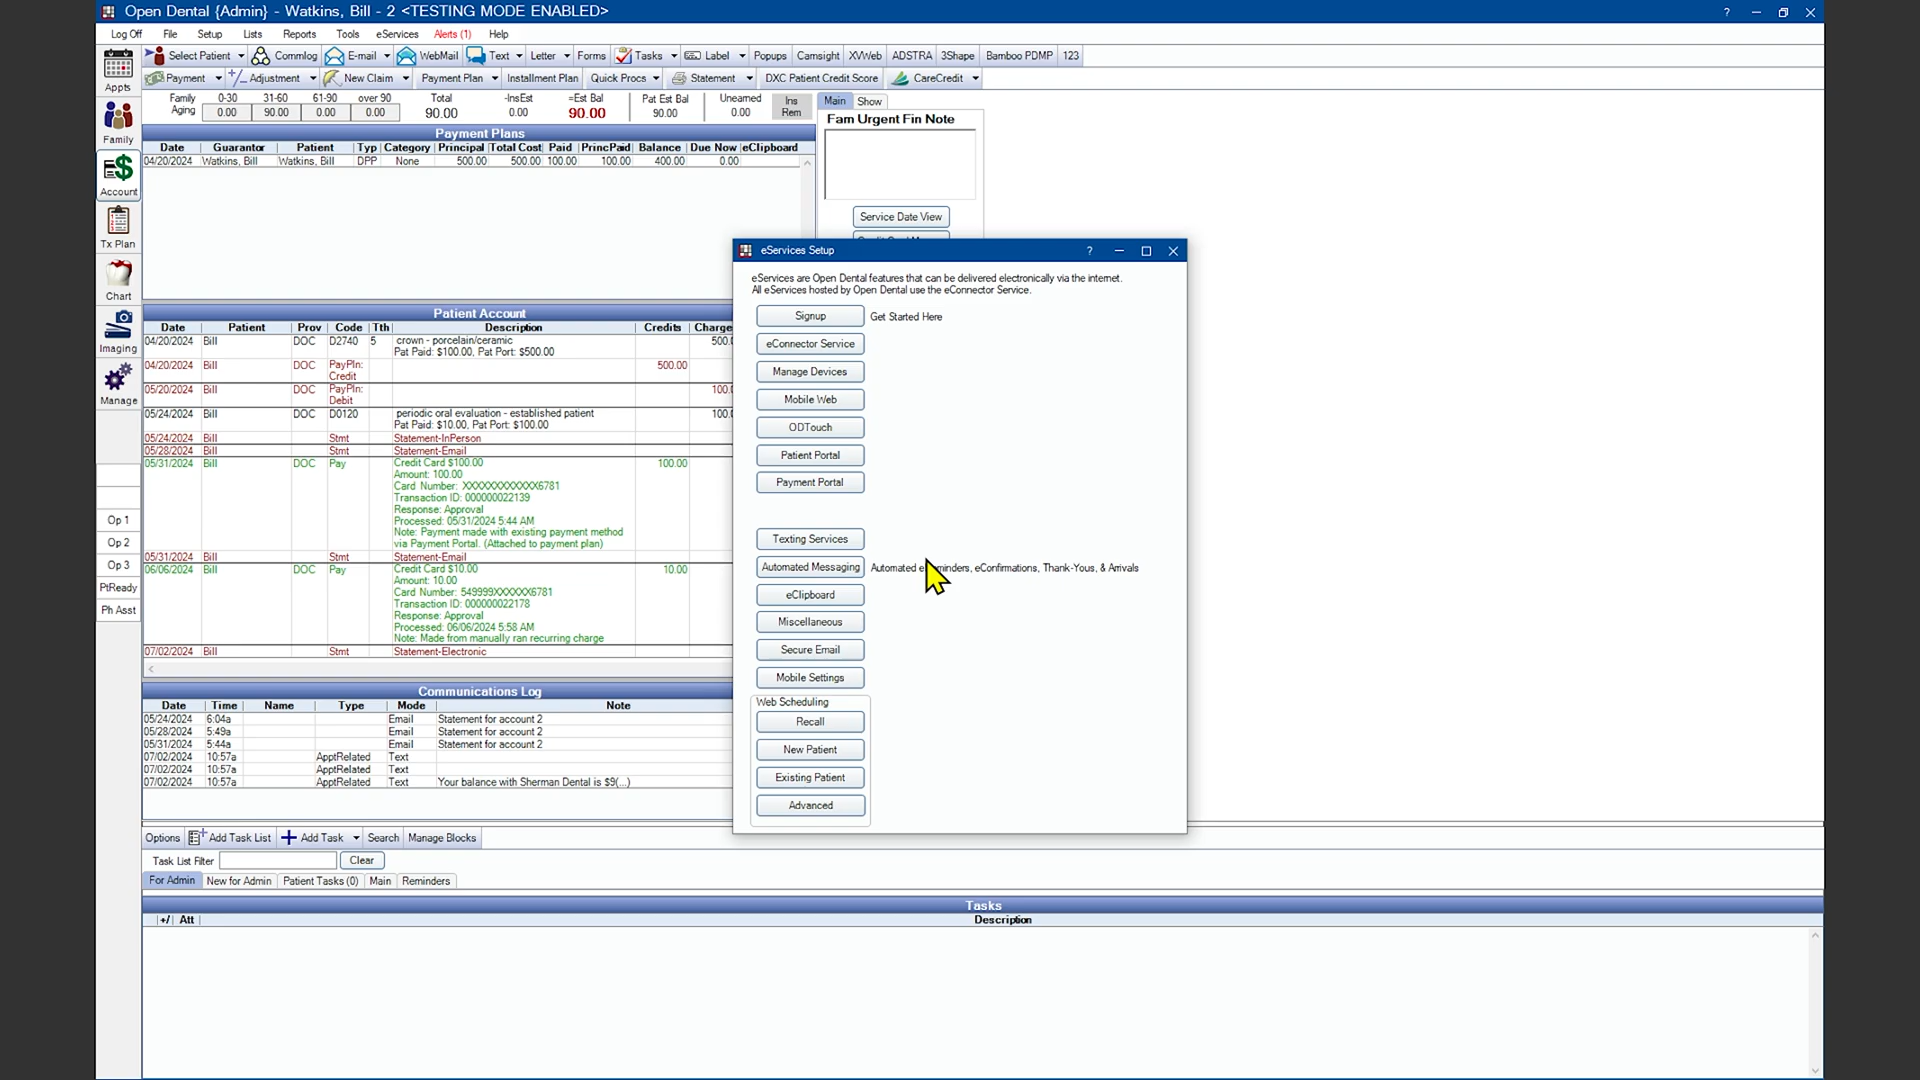 Open Dental {Admin} - Watkins, Bill - 2 <TESTING MODE ENABLED>
Log Off File Setup Lists Reports Tools eServices Alerts (1) Help
Select Patient Commlog E-mail WebMail Text Letter Forms Tasks Label Popups Camsight XVWeb ADSTRA 3Shape Bamboo PDMP 123
Payment Adjustment New Claim Payment Plan Installment Plan Quick Procs Statement DXC Patient Credit Score CareCredit
Appts
Family
Account
Tx Plan
Chart
Imaging
Manage
Op 1
Op 2
Op 3
PtReady
Ph Asst
Family Aging 0-30 31-60 61-90 over 90 Total -InsEst =Est Bal Pat Est Bal Unearned Ins Rem
0.00 90.00 0.00 0.00 90.00 0.00 90.00 90.00 0.00
Main Show
Fam Urgent Fin Note
Service Date View
Payment Plans
Date Guarantor Patient Typ Category Principal Total Cost Paid PrincPaid Balance Due Now eClipboard
04/20/2024 Watkins, Bill Watkins, Bill DPP None 500.00 500.00 100.00 100.00 400.00 0.00
Patient Account
Date Patient Prov Code Tth Description Credits Charge
04/20/2024 Bill DOC D2740 5 crown - porcelain/ceramic 500.
Pat Paid: $100.00, Pat Port: $500.00
04/20/2024 Bill DOC PayPln: Credit 500.00
05/20/2024 Bill DOC PayPln: Debit 100.
05/24/2024 Bill DOC D0120 periodic oral evaluation - established patient 100.
Pat Paid: $10.00, Pat Port: $100.00
05/24/2024 Bill Stmt Statement-InPerson
05/28/2024 Bill Stmt Statement-Email
05/31/2024 Bill DOC Pay Credit Card $100.00 100.00
Amount: 100.00
Card Number: XXXXXXXXXXXX6781
Transaction ID: 000000022139
Response: Approval
Processed: 05/31/2024 5:44 AM
Note: Payment made with existing payment method
via Payment Portal. (Attached to payment plan)
05/31/2024 Bill Stmt Statement-Email
06/06/2024 Bill DOC Pay Credit Card $10.00 10.00
Amount: 10.00
Card Number: 549999XXXXXX6781
Transaction ID: 000000022178
Response: Approval
Processed: 06/06/2024 5:58 AM
Note: Made from manually ran recurring charge
07/02/2024 Bill Stmt Statement-Electronic
Communications Log
Date Time Name Type Mode Note
05/24/2024 6:04a Email Statement for account 2
05/28/2024 5:49a Email Statement for account 2
05/31/2024 5:44a Email Statement for account 2
07/02/2024 10:57a ApptRelated Text
07/02/2024 10:57a ApptRelated Text
07/02/2024 10:57a ApptRelated Text Your balance with Sherman Dental is $9(...)
eServices Setup
eServices are Open Dental features that can be delivered electronically via the internet.
All eServices hosted by Open Dental use the eConnector Service.
Signup Get Started Here
eConnector Service
Manage Devices
Mobile Web
ODTouch
Patient Portal
Payment Portal
Texting Services
Automated Messaging Automated eReminders, eConfirmations, Thank-Yous, & Arrivals
eClipboard
Miscellaneous
Secure Email
Mobile Settings
Web Scheduling
Recall
New Patient
Existing Patient
Advanced
Options Add Task List Add Task Search Manage Blocks
Task List Filter Clear
For Admin New for Admin Patient Tasks (0) Main Reminders
Tasks
+/ Att Description